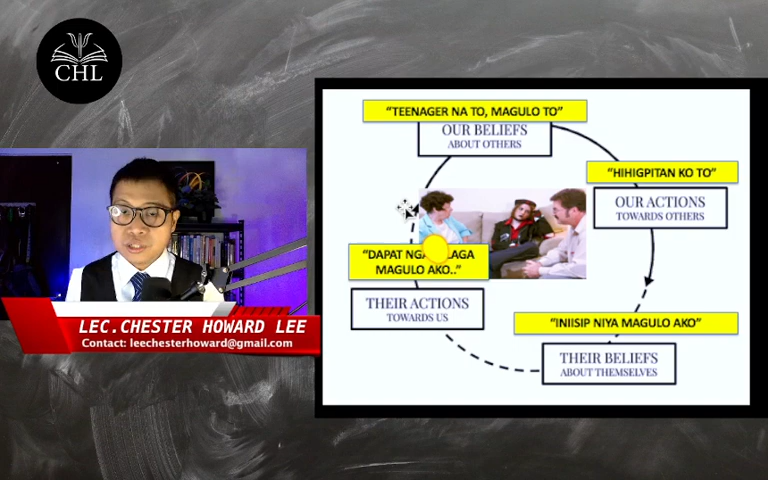 CHL
"TEENAGER NA TO, MAGULO TO"
OUR BELIEFS
ABOUT OTHERS
"HIHIGPITAN KO TO"
OUR ACTIONS
TOWARDS OTHERS
"DAPAT LAGA
MAGULO AKO.."
THEIR ACTIONS
TOWARDS US
"INIISIP NIYA MAGULO AKO"
THEIR BELIEFS
ABOUT THEMSELVES
LEC.CHESTER HOWARD LEE
Contact: leechesterhoward@gmail.com